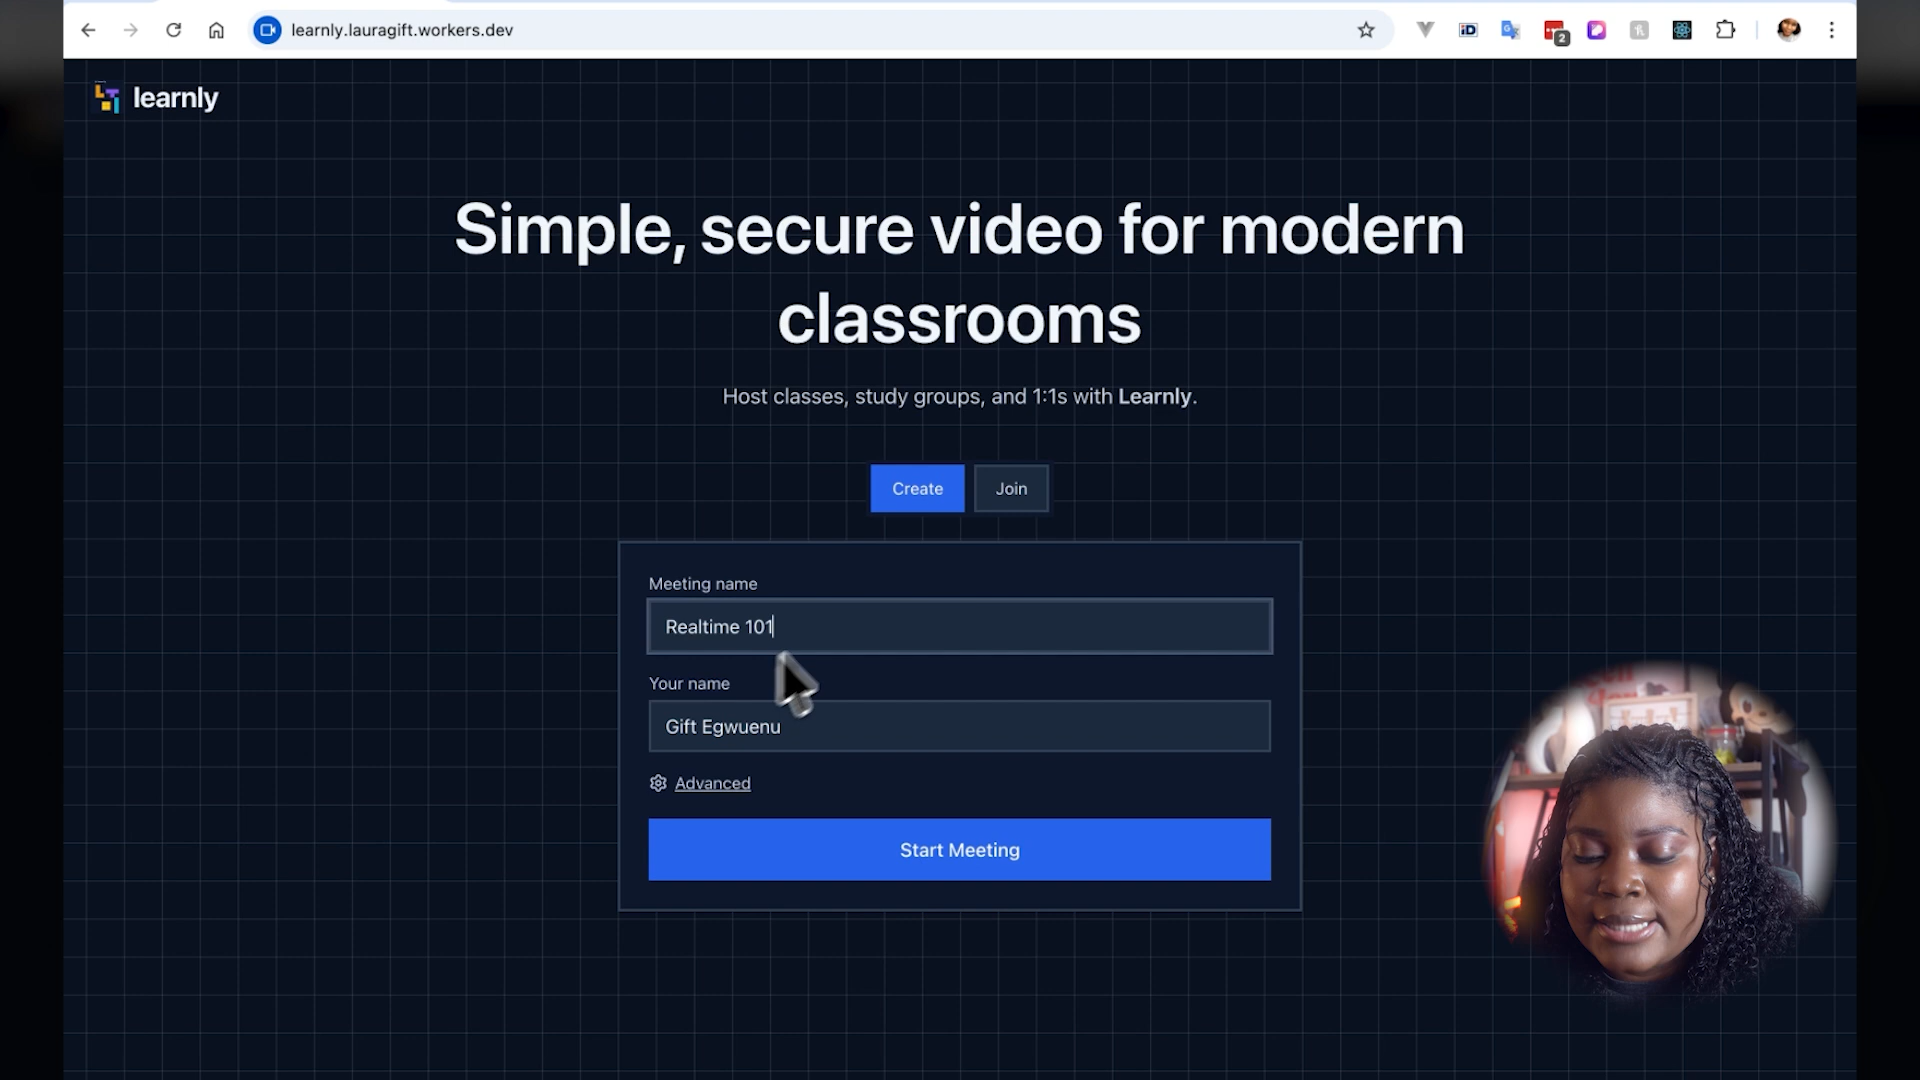 learnly.lauragift.workers.dev
2
learnly
Simple, secure video for modern
classrooms
Host classes, study groups, and 1:1s with Learnly.
Create
Join
Meeting name
Realtime 101
Your name
Gift Egwuenu
Advanced
Start Meeting